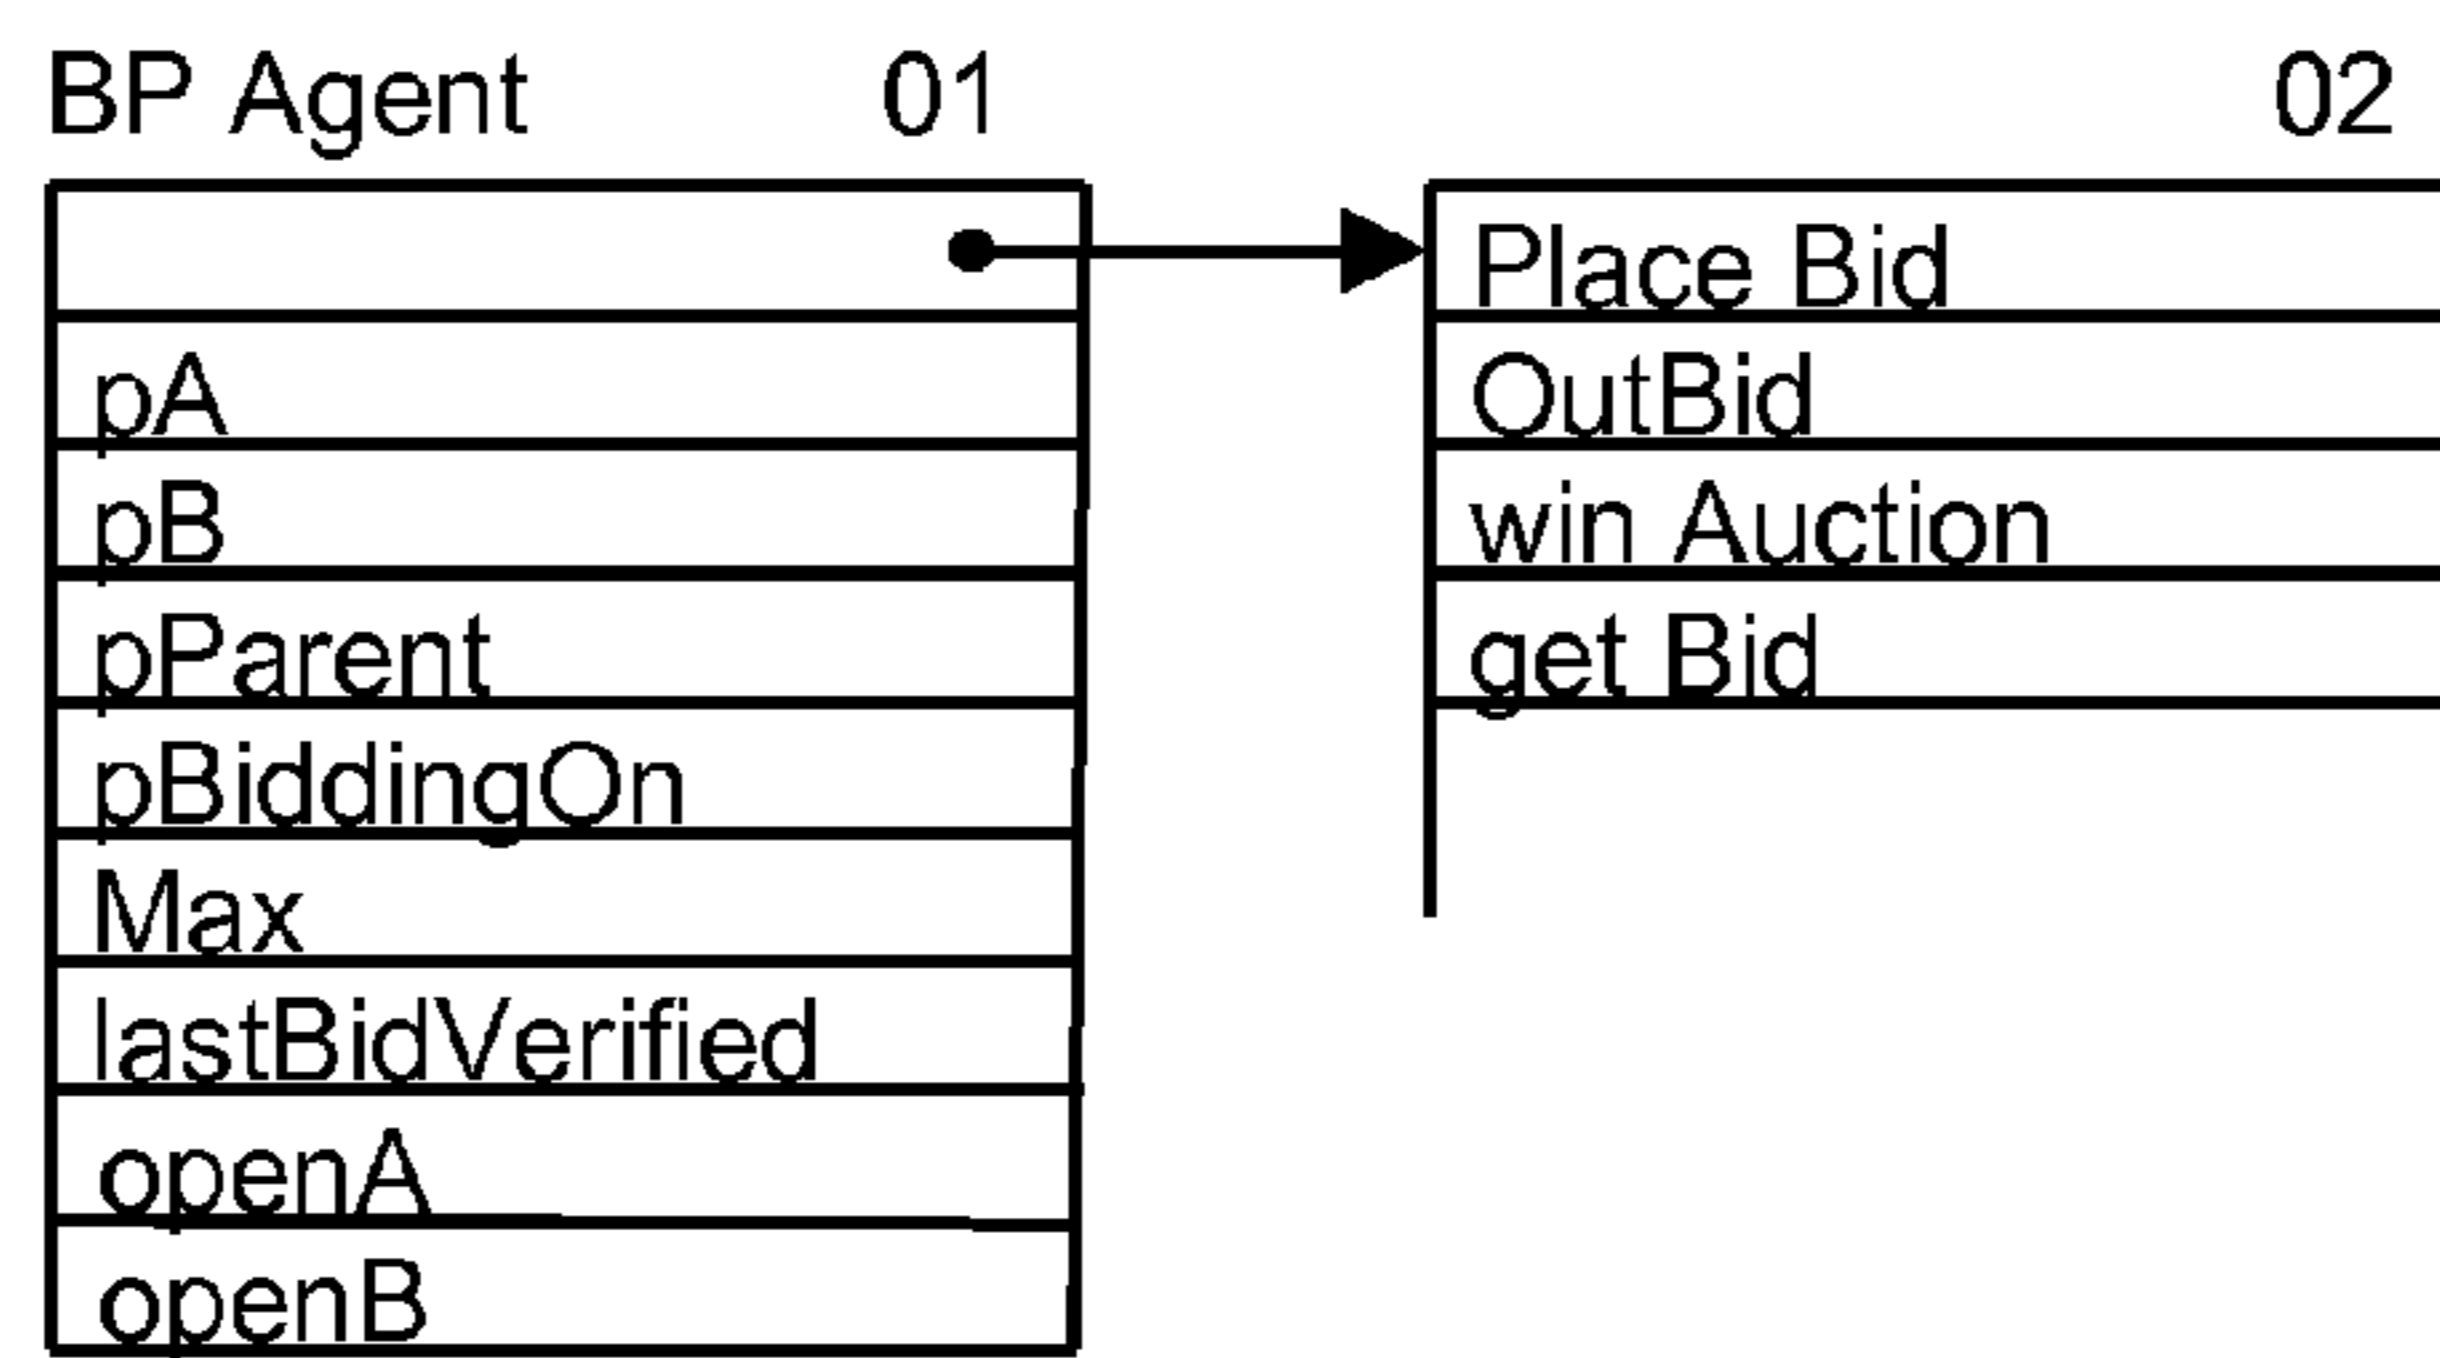 BP Agent 01
02
pA
pB
pParent
pBiddingOn
Max
lastBidVerified
openA
openB
Place Bid
OutBid
win Auction
get Bid